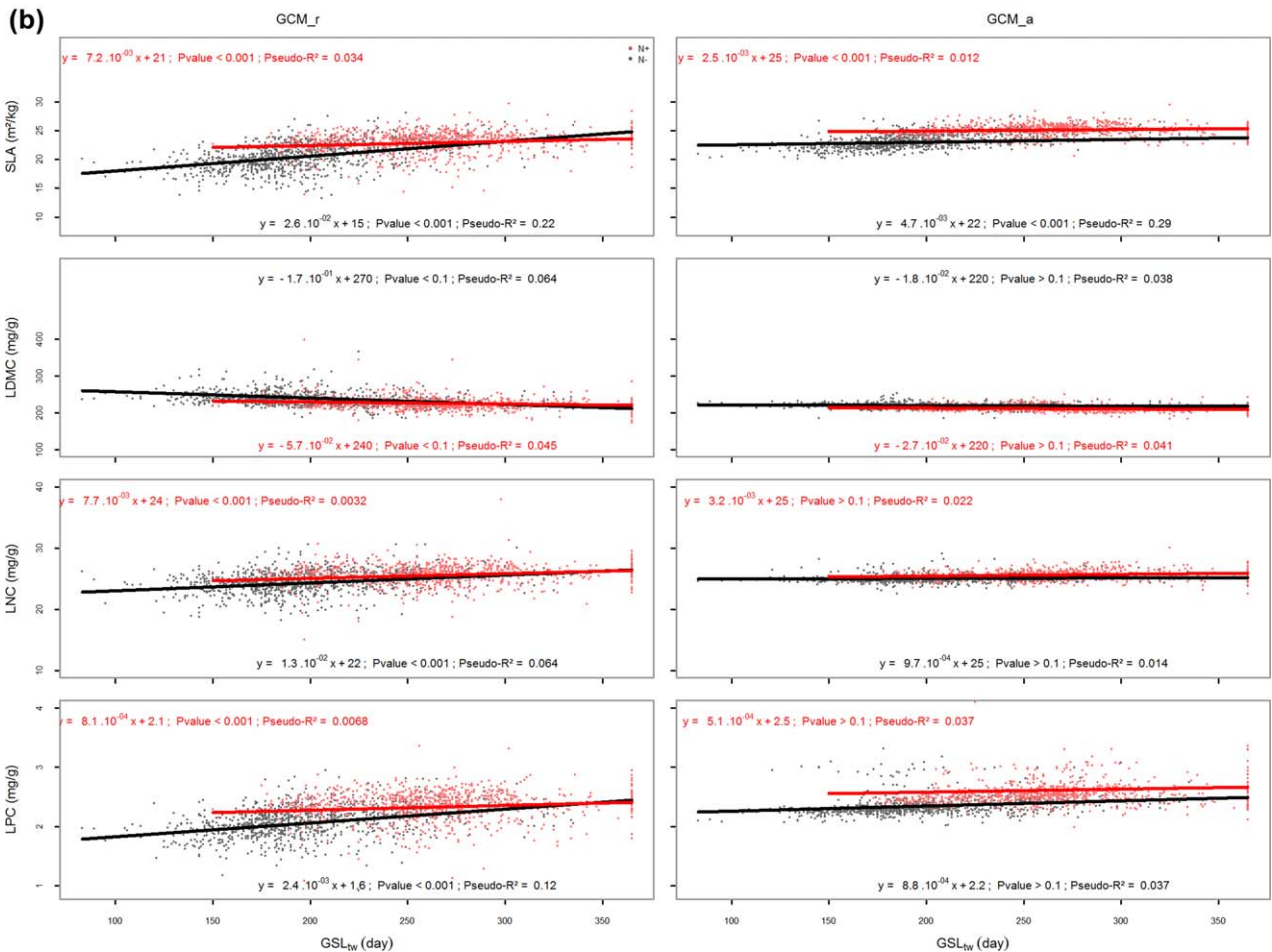 (b)
GCM_r
GCM_a
y = 7.2 .10⁻⁰³ x + 21 ; Pvalue < 0.001 ; Pseudo-R² = 0.034
N+
N-
y = 2.5 .10⁻⁰³ x + 25 ; Pvalue < 0.001 ; Pseudo-R² = 0.012
SLA (m²/kg)
30
25
20
15
10
y = 2.6 .10⁻⁰² x + 15 ; Pvalue < 0.001 ; Pseudo-R² = 0.22
y = 4.7 .10⁻⁰³ x + 22 ; Pvalue < 0.001 ; Pseudo-R² = 0.29
y = - 1.7 .10⁻⁰¹ x + 270 ; Pvalue < 0.1 ; Pseudo-R² = 0.064
y = - 1.8 .10⁻⁰² x + 220 ; Pvalue > 0.1 ; Pseudo-R² = 0.038
LDMC (mg/g)
400
300
200
100
y = - 5.7 .10⁻⁰² x + 240 ; Pvalue < 0.1 ; Pseudo-R² = 0.045
y = - 2.7 .10⁻⁰² x + 220 ; Pvalue > 0.1 ; Pseudo-R² = 0.041
y = 7.7 .10⁻⁰³ x + 24 ; Pvalue < 0.001 ; Pseudo-R² = 0.0032
y = 3.2 .10⁻⁰³ x + 25 ; Pvalue > 0.1 ; Pseudo-R² = 0.022
LNC (mg/g)
40
30
20
10
y = 1.3 .10⁻⁰² x + 22 ; Pvalue < 0.001 ; Pseudo-R² = 0.064
y = 9.7 .10⁻⁰⁴ x + 25 ; Pvalue > 0.1 ; Pseudo-R² = 0.014
y = 8.1 .10⁻⁰⁴ x + 2.1 ; Pvalue < 0.001 ; Pseudo-R² = 0.0068
y = 5.1 .10⁻⁰⁴ x + 2.5 ; Pvalue > 0.1 ; Pseudo-R² = 0.037
LPC (mg/g)
4
3
2
1
y = 2.4 .10⁻⁰³ x + 1.6 ; Pvalue < 0.001 ; Pseudo-R² = 0.12
y = 8.8 .10⁻⁰⁴ x + 2.2 ; Pvalue > 0.1 ; Pseudo-R² = 0.037
100 150 200 250 300 350
100 150 200 250 300 350
GSLtw (day)
GSLtw (day)